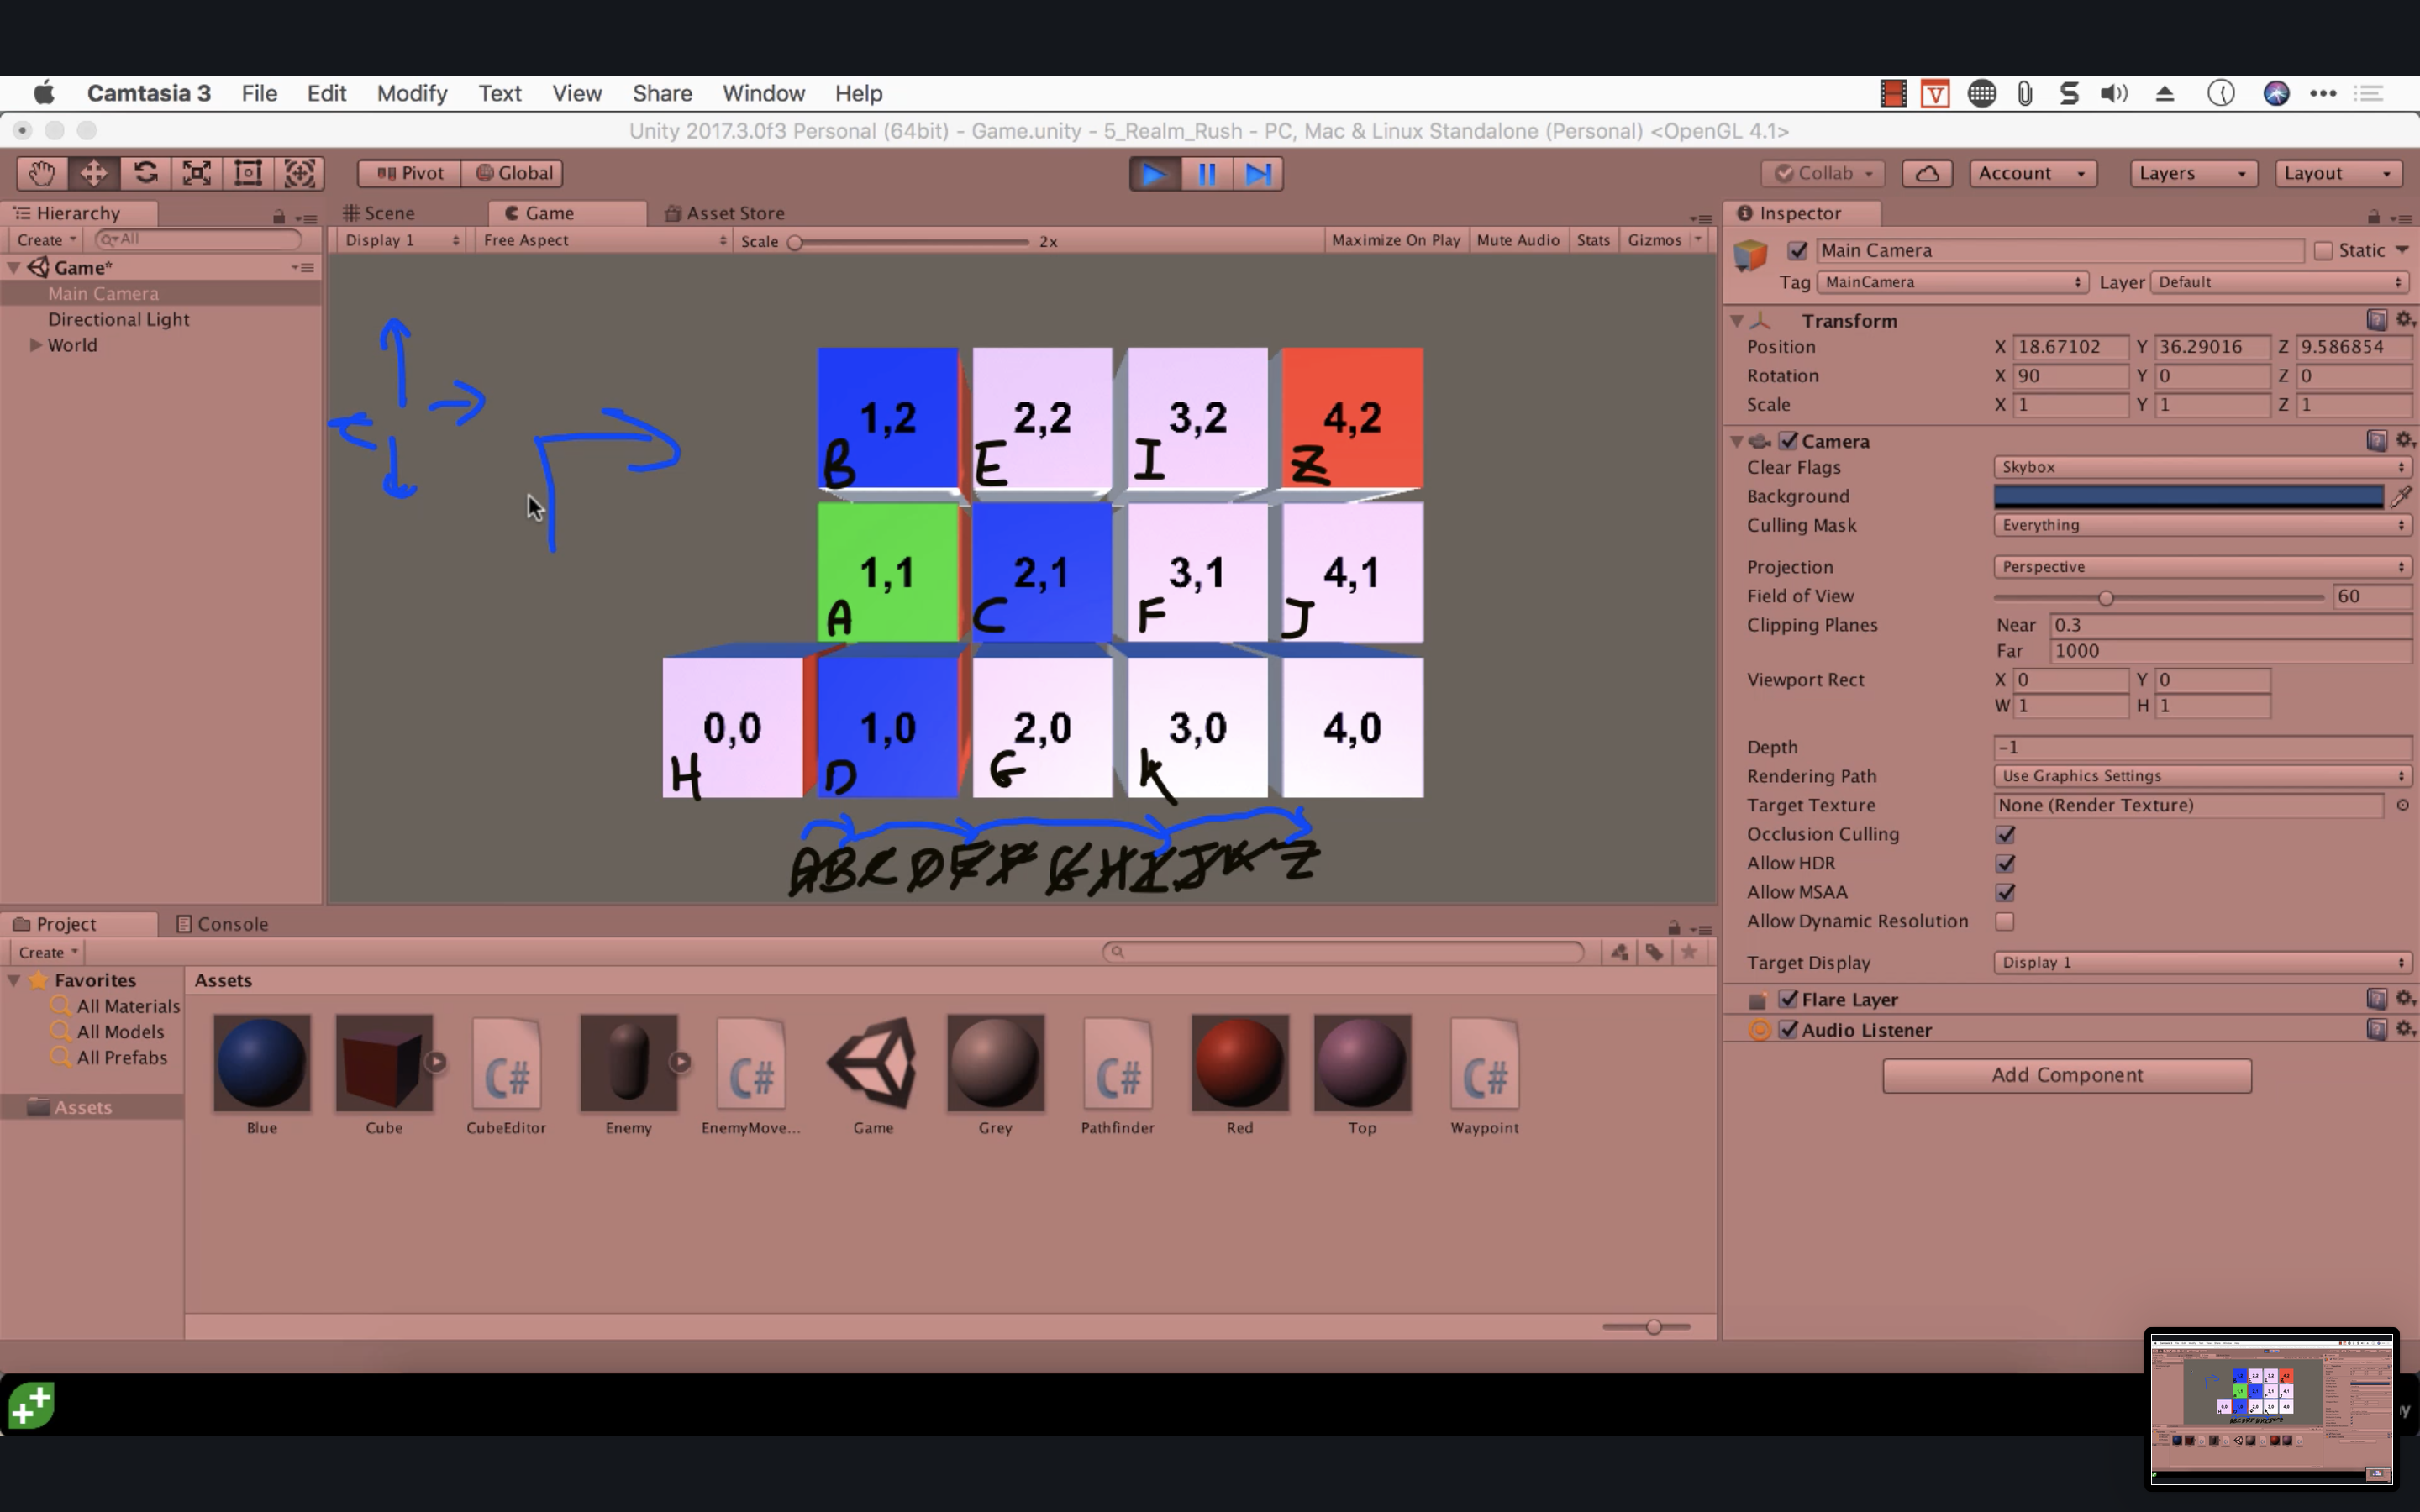 Camtasia 3 File Edit Modify Text View Share Window Help
Unity 2017.3.0f3 Personal (64bit) - Game.unity - 5_Realm_Rush - PC, Mac & Linux Standalone (Personal) <OpenGL 4.1>
Pivot Global Collab Account Layers Layout
Hierarchy
Create All
Game*
Main Camera
Directional Light
World
Scene Game Asset Store
Display 1 Free Aspect Scale 2x Maximize On Play Mute Audio Stats Gizmos
1,2 2,2 3,2 4,2
B E I Z
1,1 2,1 3,1 4,1
A C F J
0,0 1,0 2,0 3,0 4,0
H D G K
A B C D E F G H I J K Z
Inspector
Main Camera Static
Tag MainCamera Layer Default
Transform
Position X 18.67102 Y 36.29016 Z 9.586854
Rotation X 90 Y 0 Z 0
Scale X 1 Y 1 Z 1
Camera
Clear Flags Skybox
Background
Culling Mask Everything
Projection Perspective
Field of View 60
Clipping Planes Near 0.3
Far 1000
Viewport Rect X 0 Y 0
W 1 H 1
Depth -1
Rendering Path Use Graphics Settings
Target Texture None (Render Texture)
Occlusion Culling
Allow HDR
Allow MSAA
Allow Dynamic Resolution
Target Display Display 1
Flare Layer
Audio Listener
Add Component
Project Console
Create
Favorites
All Materials
All Models
All Prefabs
Assets
Assets
Blue Cube CubeEditor Enemy EnemyMove... Game Grey Pathfinder Red Top Waypoint